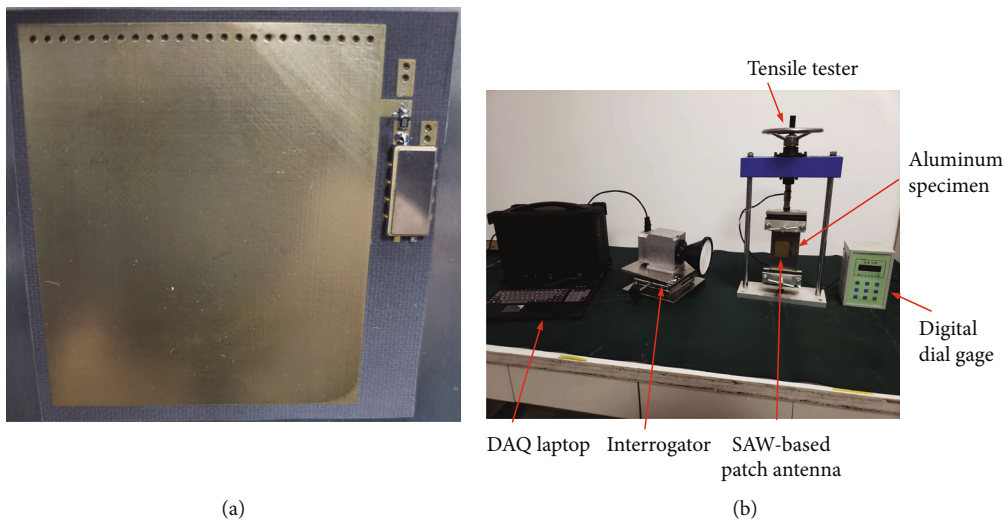 Tensile tester
Aluminum
specimen
Digital
dial gage
DAQ laptop
Interrogator
SAW-based
patch antenna
(a)
(b)